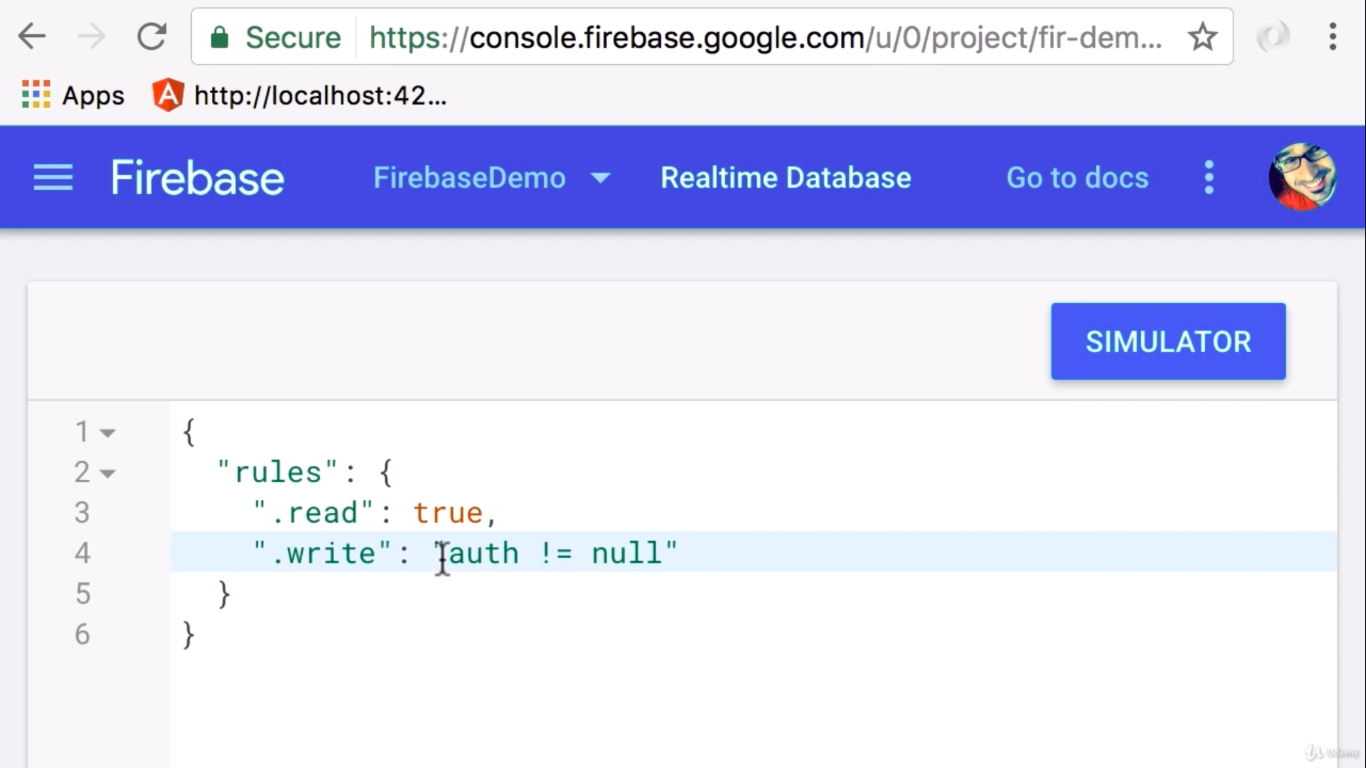 Secure https://console.firebase.google.com/u/0/project/fir-dem...
Apps http://localhost:42...
Firebase FirebaseDemo Realtime Database Go to docs
SIMULATOR
1 {
2 "rules": {
3 ".read": true,
4 ".write": "auth != null"
5 }
6 }
Udemy